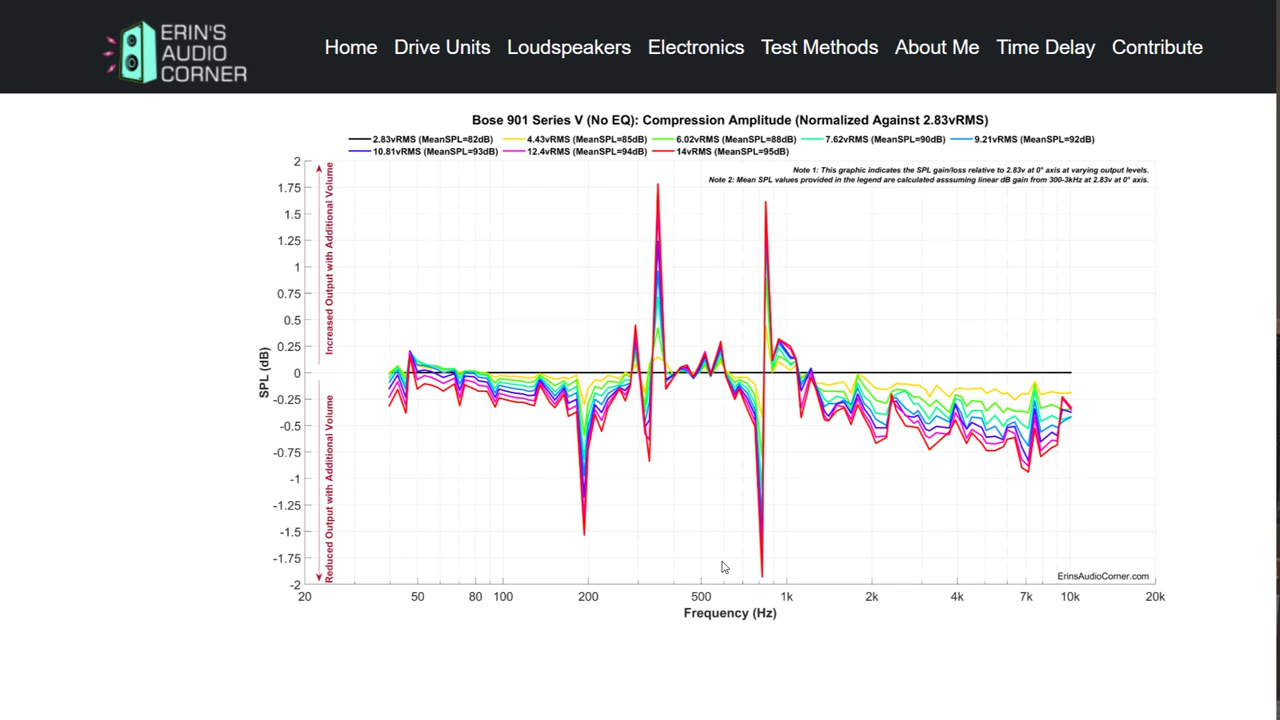 ERIN'S
AUDIO
CORNER
Home Drive Units Loudspeakers Electronics Test Methods About Me Time Delay Contribute
Bose 901 Series V (No EQ): Compression Amplitude (Normalized Against 2.83vRMS)
2.83vRMS (MeanSPL=82dB) 4.43vRMS (MeanSPL=85dB) 6.02vRMS (MeanSPL=88dB) 7.62vRMS (MeanSPL=90dB) 9.21vRMS (MeanSPL=92dB)
10.81vRMS (MeanSPL=93dB) 12.4vRMS (MeanSPL=94dB) 14vRMS (MeanSPL=95dB)
Note 1: This graphic indicates the SPL gain/loss relative to 2.83v at 0° axis at varying output levels.
Note 2: Mean SPL values provided in the legend are calculated asssuming linear dB gain from 300-3kHz at 2.83v at 0° axis.
Increased Output with Additional Volume
Reduced Output with Additional Volume
SPL (dB)
2
1.75
1.5
1.25
1
0.75
0.5
0.25
0
-0.25
-0.5
-0.75
-1
-1.25
-1.5
-1.75
-2
ErinsAudioCorner.com
20 50 80 100 200 500 1k 2k 4k 7k 10k 20k
Frequency (Hz)